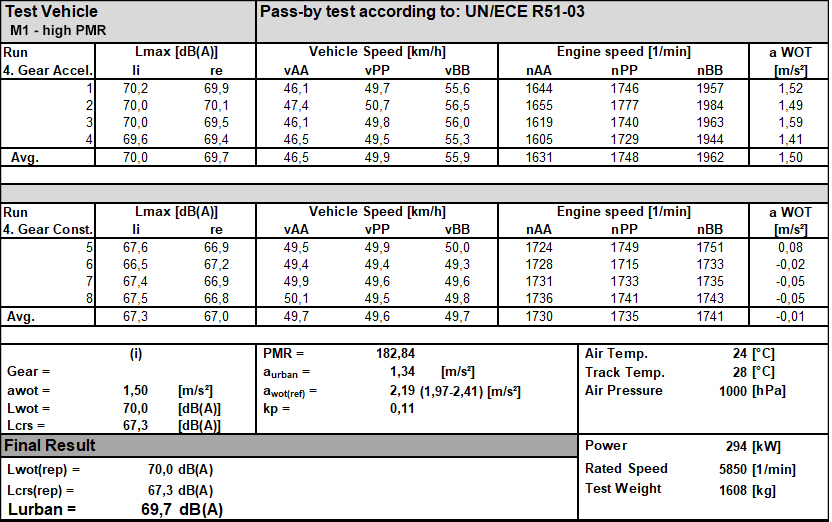 Test Vehicle Pass-by test according to: UN/ECE R51-03
M1 - high PMR
Run Lmax [dB(A)] Vehicle Speed [km/h] Engine speed [1/min] a WOT
4. Gear Accel. li re vAA vPP vBB nAA nPP nBB [m/s²]
1 70,2 69,9 46,1 49,7 55,6 1644 1746 1957 1,52
2 70,0 70,1 47,4 50,7 56,5 1655 1777 1984 1,49
3 70,0 69,5 46,1 49,8 56,0 1619 1740 1963 1,59
4 69,6 69,4 46,5 49,5 55,3 1605 1729 1944 1,41
Avg. 70,0 69,7 46,5 49,9 55,9 1631 1748 1962 1,50
Run Lmax [dB(A)] Vehicle Speed [km/h] Engine speed [1/min] a WOT
4. Gear Const. li re vAA vPP vBB nAA nPP nBB [m/s²]
5 67,6 66,9 49,5 49,9 50,0 1724 1749 1751 0,08
6 66,5 67,2 49,4 49,4 49,3 1728 1715 1733 -0,02
7 67,4 66,9 49,9 49,6 49,6 1731 1733 1735 -0,05
8 67,5 66,8 50,1 49,5 49,8 1736 1741 1743 -0,05
Avg. 67,3 67,0 49,7 49,6 49,7 1730 1735 1741 -0,01
(i) PMR = 182,84 Air Temp. 24 [°C]
Gear = aurban = 1,34 [m/s²] Track Temp. 28 [°C]
awot = 1,50 [m/s²] awot(ref) = 2,19 (1,97-2,41) [m/s²] Air Pressure 1000 [hPa]
Lwot = 70,0 [dB(A)] kp = 0,11
Lcrs = 67,3 [dB(A)]
Final Result Power 294 [kW]
Lwot(rep) = 70,0 dB(A) Rated Speed 5850 [1/min]
Lcrs(rep) = 67,3 dB(A) Test Weight 1608 [kg]
Lurban = 69,7 dB(A)